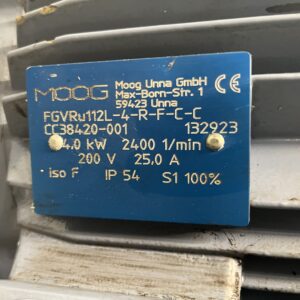 MOOG
Moog Unna GmbH
Max-Born-Str. 1
59423 Unna
CE
FGVRu112L-4-R-F-C-C
CC38420-001 132923
4.0 kW 2400 1/min
200 V 25.0 A
iso F IP 54 S1 100%